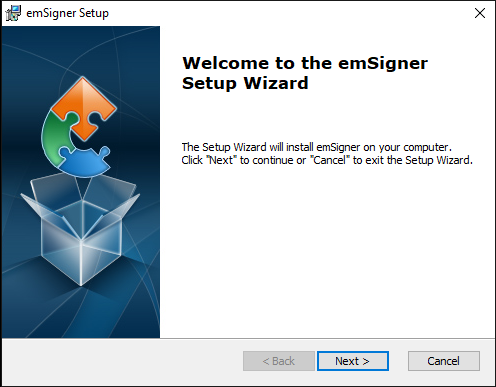 emSigner Setup
Welcome to the emSigner
Setup Wizard
The Setup Wizard will install emSigner on your computer.
Click "Next" to continue or "Cancel" to exit the Setup Wizard.
< Back
Next >
Cancel